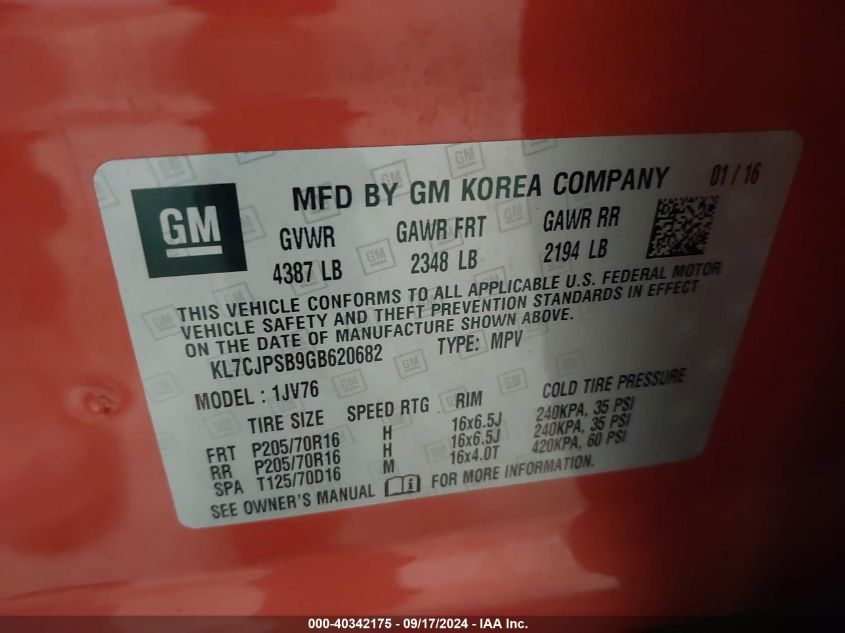 GM
MFD BY GM KOREA COMPANY 01 / 16
GVWR GAWR FRT GAWR RR
4387 LB 2348 LB 2194 LB
THIS VEHICLE CONFORMS TO ALL APPLICABLE U.S. FEDERAL MOTOR
VEHICLE SAFETY AND THEFT PREVENTION STANDARDS IN EFFECT
ON THE DATE OF MANUFACTURE SHOWN ABOVE.
KL7CJPSB9GB620682 TYPE: MPV
MODEL : 1JV76
TIRE SIZE SPEED RTG RIM COLD TIRE PRESSURE
FRT P205/70R16 H 16x6.5J 240KPA, 35 PSI
RR P205/70R16 H 16x6.5J 240KPA, 35 PSI
SPA T125/70D16 M 16x4.0T 420KPA, 60 PSI
SEE OWNER'S MANUAL FOR MORE INFORMATION.
000-40342175 - 09/17/2024 - IAA Inc.